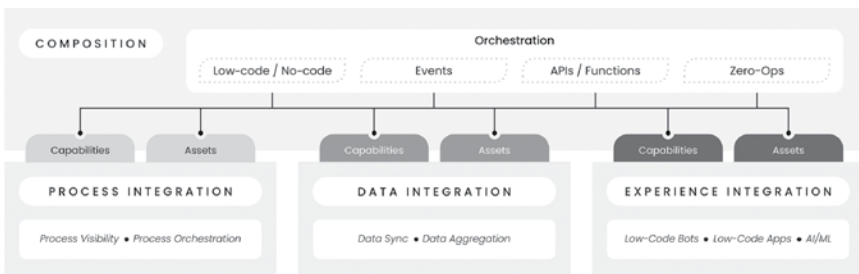 COMPOSITION
Orchestration
Low-code / No-code
Events
APIs / Functions
Zero-Ops
Capabilities
Assets
Capabilities
Assets
Capabilities
Assets
PROCESS INTEGRATION
DATA INTEGRATION
EXPERIENCE INTEGRATION
Process Visibility ● Process Orchestration
Data Sync ● Data Aggregation
Low-Code Bots ● Low-Code Apps ● AI/ML